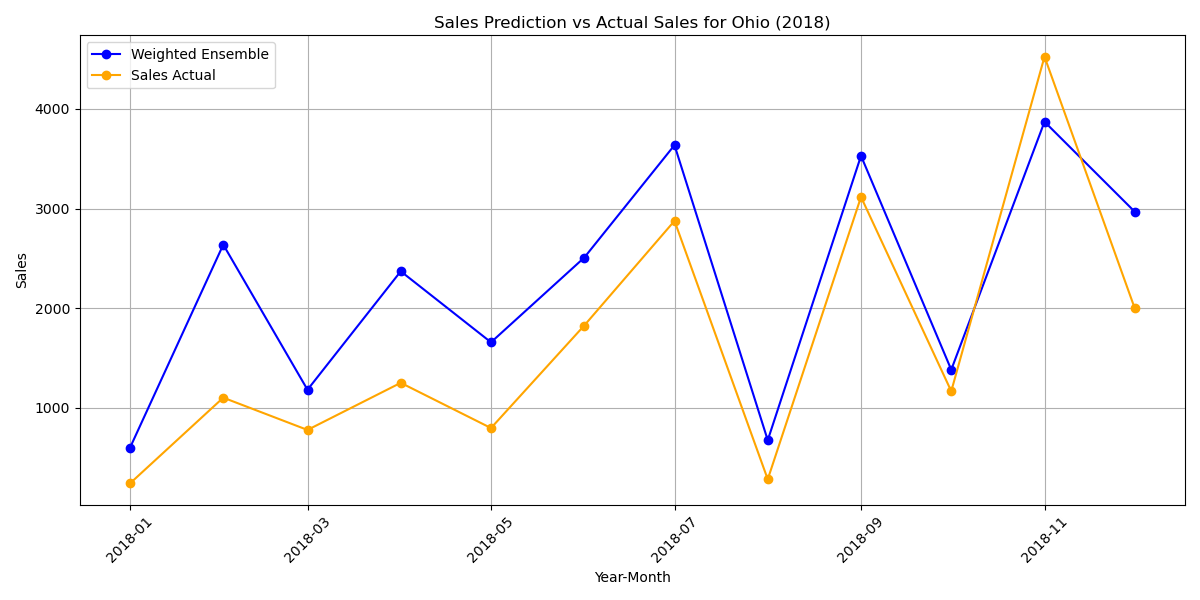 Sales Prediction vs Actual Sales for Ohio (2018)
Weighted Ensemble
Sales Actual
4000
3000
2000
1000
Sales
2018-01
2018-03
2018-05
2018-07
2018-09
2018-11
Year-Month